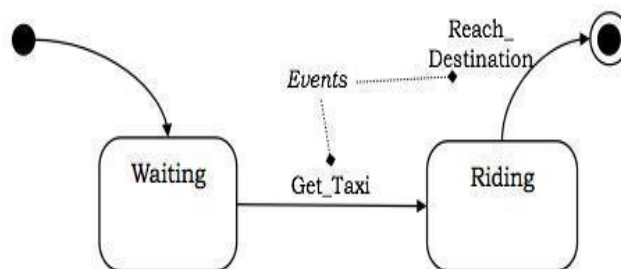 Reach_
Destination
Events
Waiting
Get_Taxi
Riding